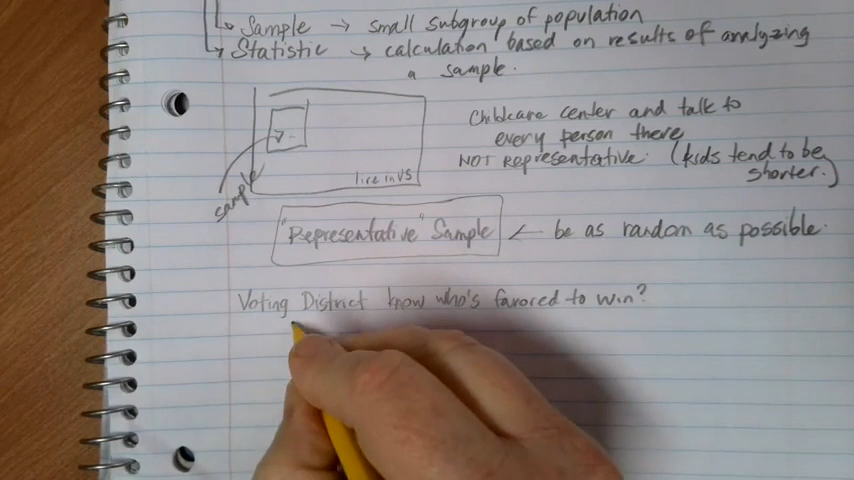 Sample → small subgroup of population
Statistic → calculation based on results of analyzing
a sample.
Childcare center and talk to
every person there
NOT Representative. (kids tend to be
shorter.)
live in US
sample
"Representative" Sample ← be as random as possible.
Voting District know who's favored to win?